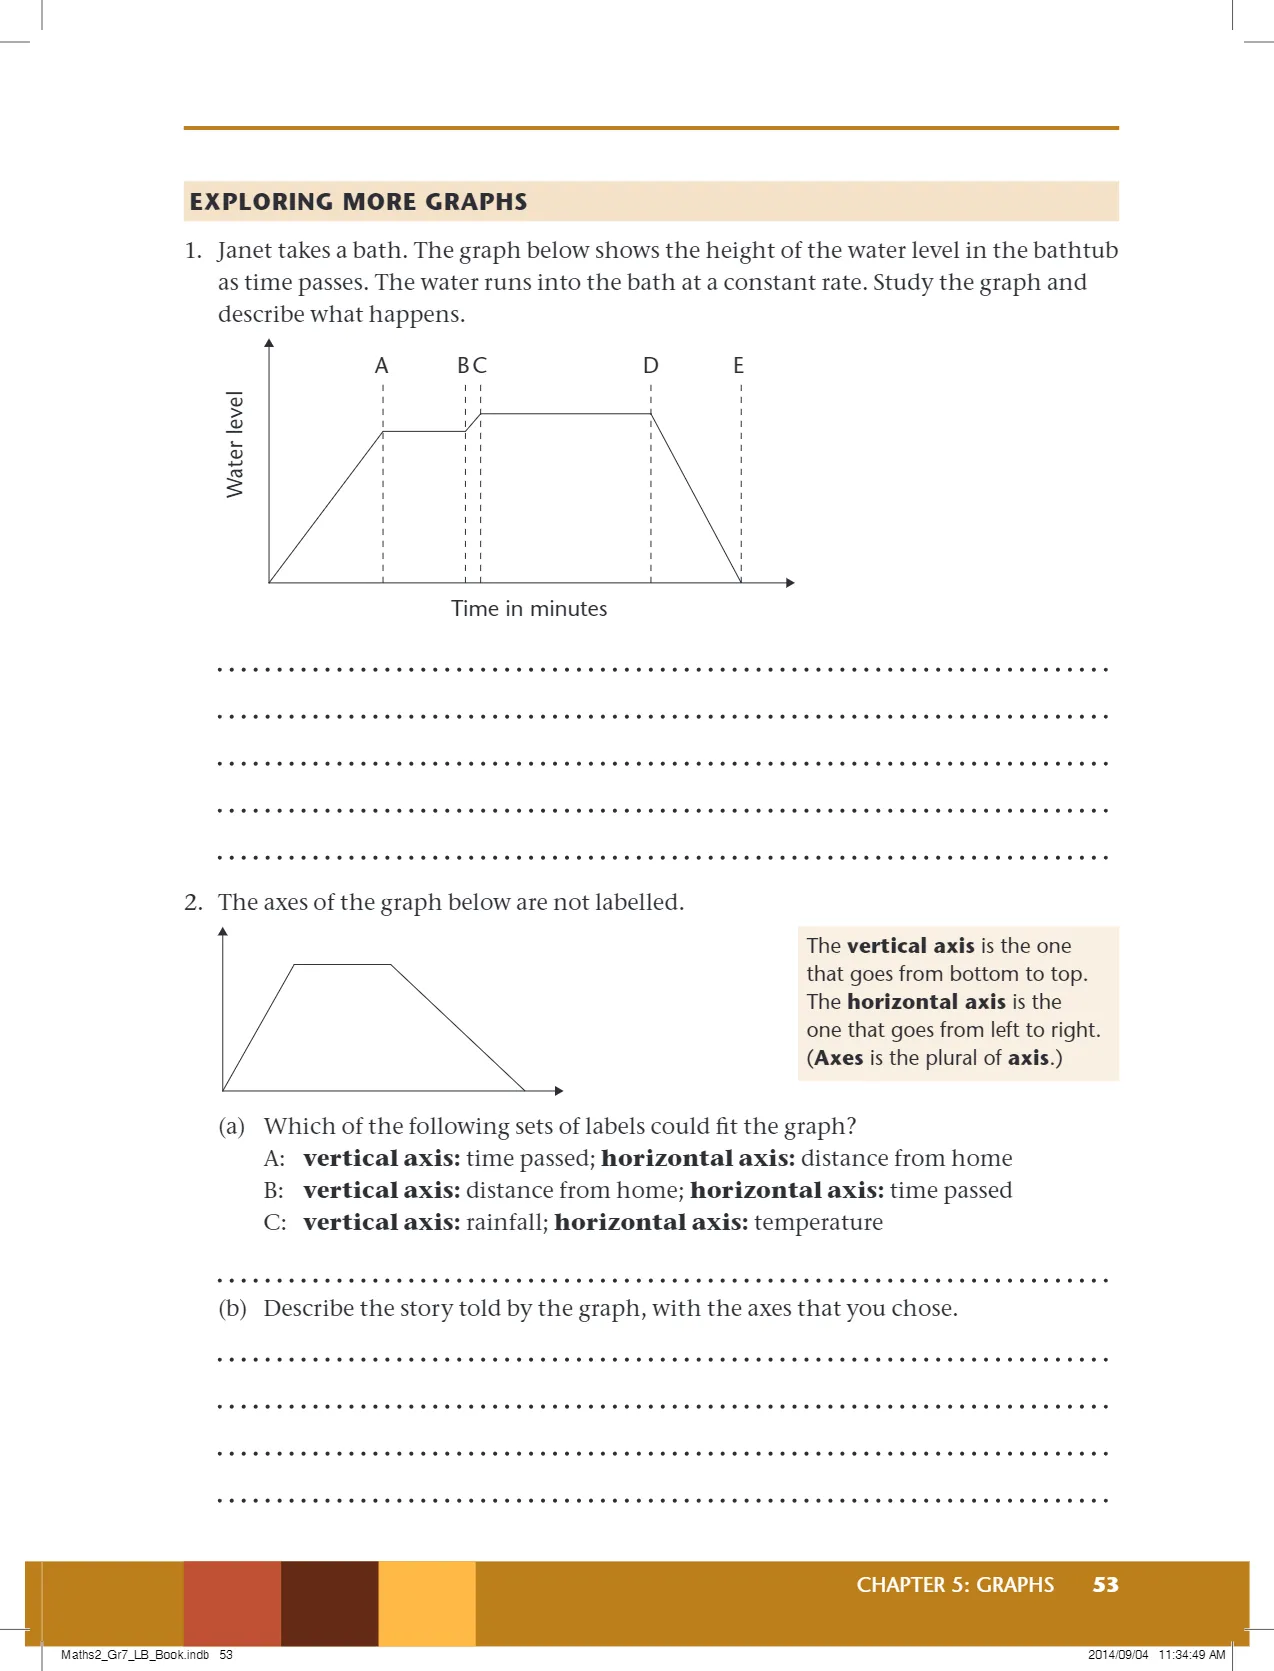 EXPLORING MORE GRAPHS
1. Janet takes a bath. The graph below shows the height of the water level in the bathtub
as time passes. The water runs into the bath at a constant rate. Study the graph and
describe what happens.
A B C D E
Water level
Time in minutes
2. The axes of the graph below are not labelled.
The vertical axis is the one
that goes from bottom to top.
The horizontal axis is the
one that goes from left to right.
(Axes is the plural of axis.)
(a) Which of the following sets of labels could fit the graph?
A: vertical axis: time passed; horizontal axis: distance from home
B: vertical axis: distance from home; horizontal axis: time passed
C: vertical axis: rainfall; horizontal axis: temperature
(b) Describe the story told by the graph, with the axes that you chose.
CHAPTER 5: GRAPHS 53
Maths2_Gr7_LB_Book.indb 53
2014/09/04 11:34:49 AM